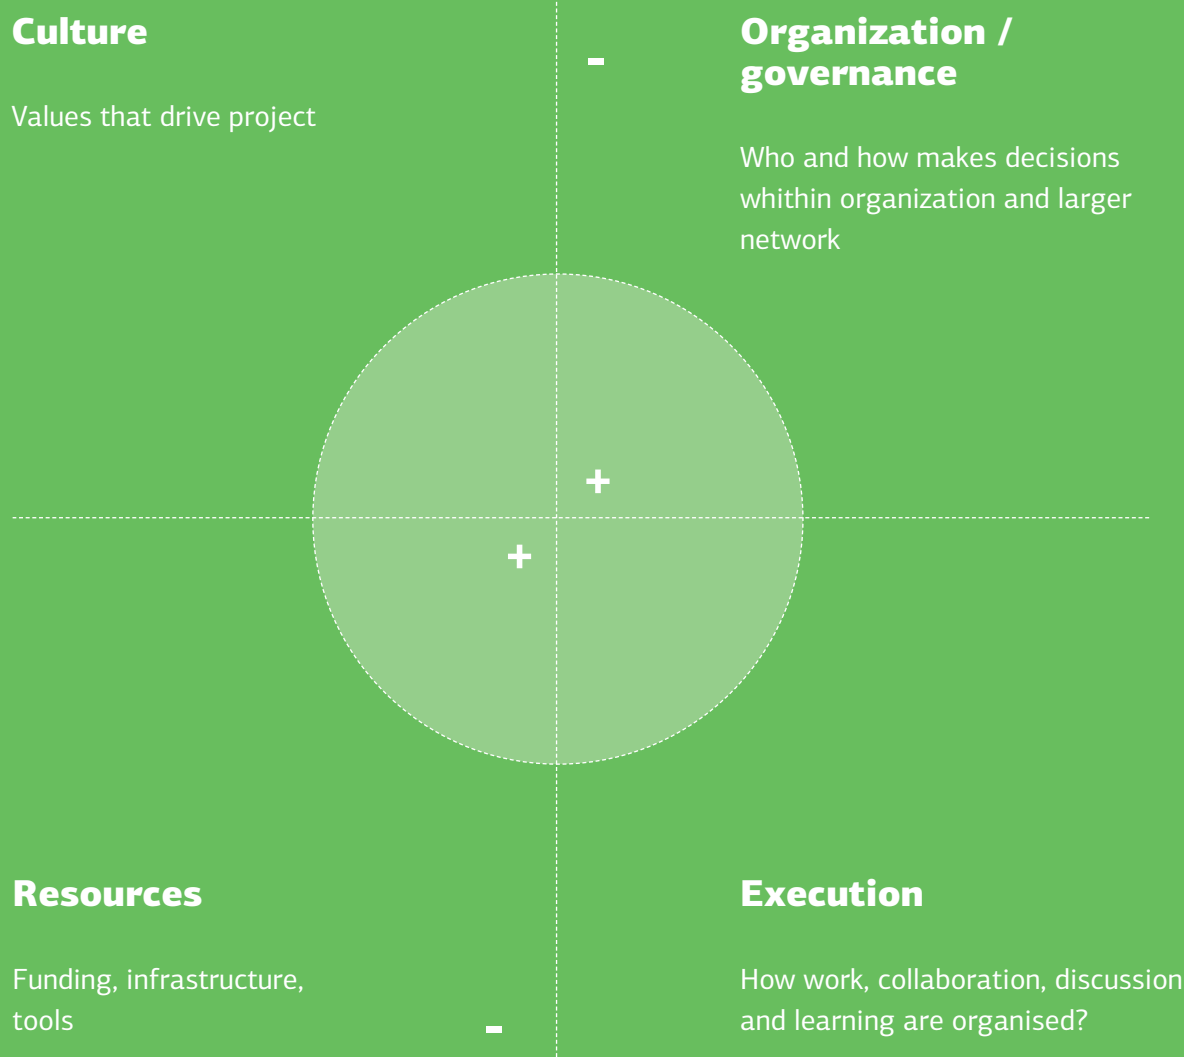 Culture
Values that drive project
-
Organization /
governance
Who and how makes decisions
whithin organization and larger
network
+
+
Resources
Funding, infrastructure,
tools
-
Execution
How work, collaboration, discussion
and learning are organised?